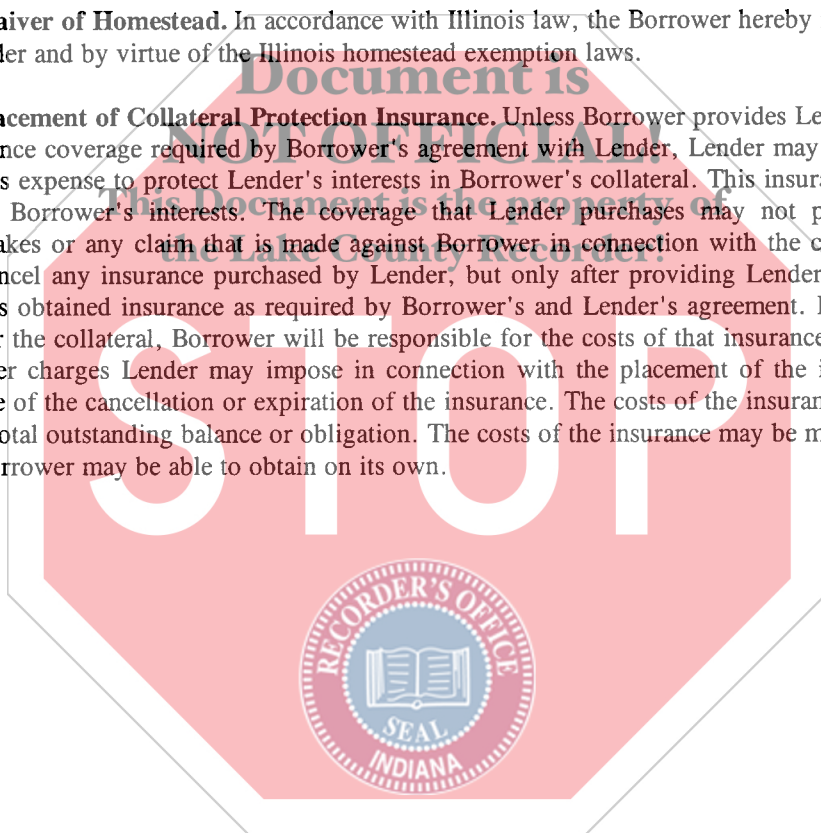 aiver of Homestead. In accordance with Illinois law, the Borrower hereby
der and by virtue of the Illinois homestead exemption laws.
Document is
acement of Collateral Protection Insurance. Unless Borrower provides Le
NOT OFFICIAL!
nce coverage required by Borrower's agreement with Lender, Lender may
s expense to protect Lender's interests in Borrower's collateral. This insura
This Document is the property of
Borrower's interests. The coverage that Lender purchases may not p
akes or any claim that is made against Borrower in connection with the c
the Lake County Recorder!
ncel any insurance purchased by Lender, but only after providing Lender
s obtained insurance as required by Borrower's and Lender's agreement.
r the collateral, Borrower will be responsible for the costs of that insurance
er charges Lender may impose in connection with the placement of the i
e of the cancellation or expiration of the insurance. The costs of the insuran
otal outstanding balance or obligation. The costs of the insurance may be m
rrower may be able to obtain on its own.
STOP
RECORDER'S OFFICE
SEAL
INDIANA